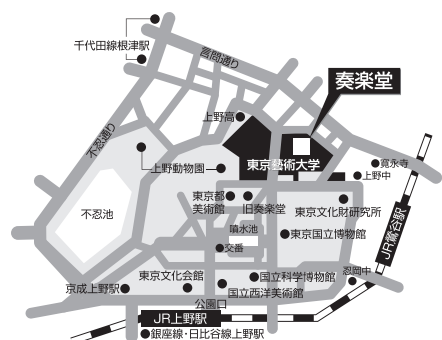 千代田線根津駅
言問通り
奏楽堂
不忍通り
上野高
上野動物園
東京藝術大学
寛永寺
上野中
東京都
美術館
旧奏楽堂
東京文化財研究所
不忍池
噴水池
東京国立博物館
JR鶯谷駅
交番
東京文化会館
国立科学博物館
忍岡中
京成上野駅
国立西洋美術館
公園口
JR上野駅
銀座線・日比谷線上野駅